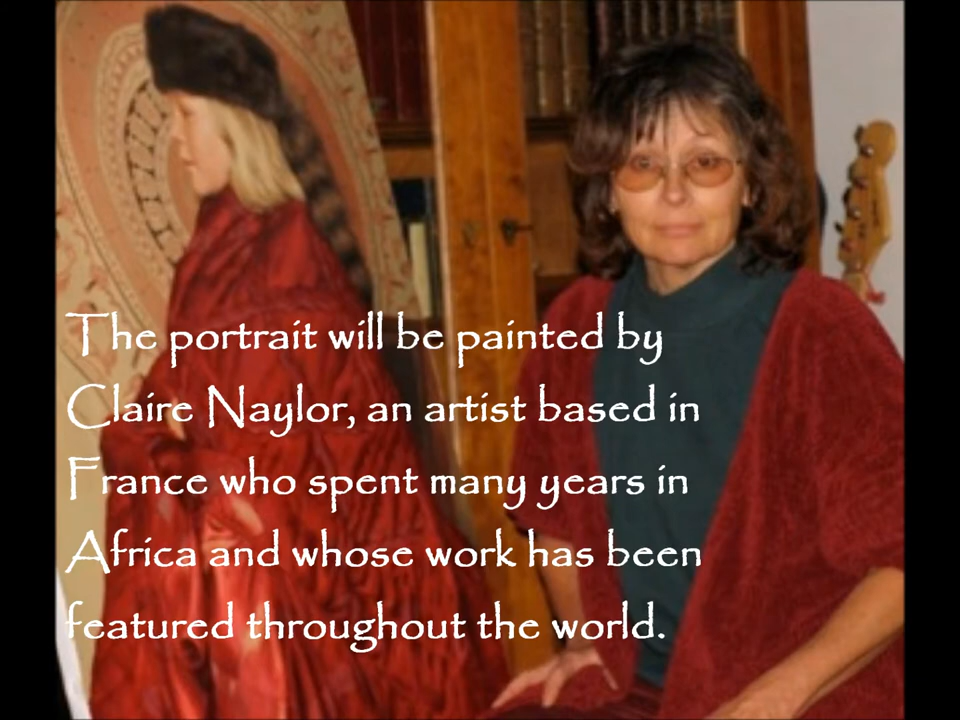 The portrait will be painted by
Claire Naylor, an artist based in
France who spent many years in
Africa and whose work has been
featured throughout the world.